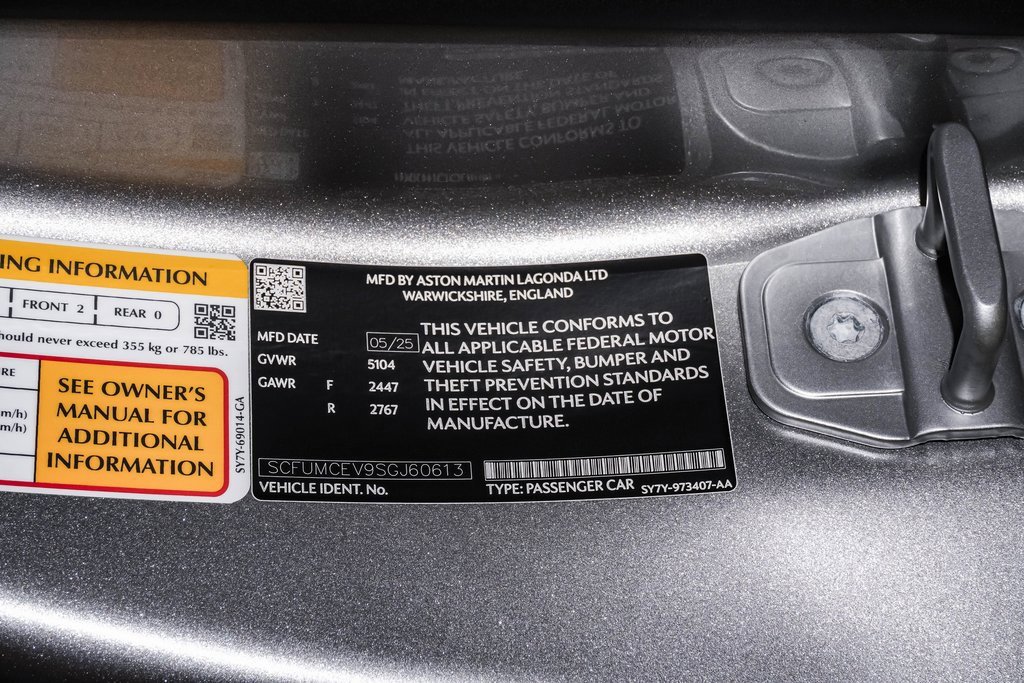 ING INFORMATION
FRONT 2
REAR 0
hould never exceed 355 kg or 785 lbs.
RE
m/h)
m/h)
SEE OWNER'S
MANUAL FOR
ADDITIONAL
INFORMATION
SY7Y-69014-GA
MFD BY ASTON MARTIN LAGONDA LTD
WARWICKSHIRE, ENGLAND
MFD DATE 05/25
GVWR 5104
GAWR F 2447
R 2767
THIS VEHICLE CONFORMS TO
ALL APPLICABLE FEDERAL MOTOR
VEHICLE SAFETY, BUMPER AND
THEFT PREVENTION STANDARDS
IN EFFECT ON THE DATE OF
MANUFACTURE.
SCFUMCEV9SGJ60613
VEHICLE IDENT. No.
TYPE: PASSENGER CAR
SY7Y-973407-AA